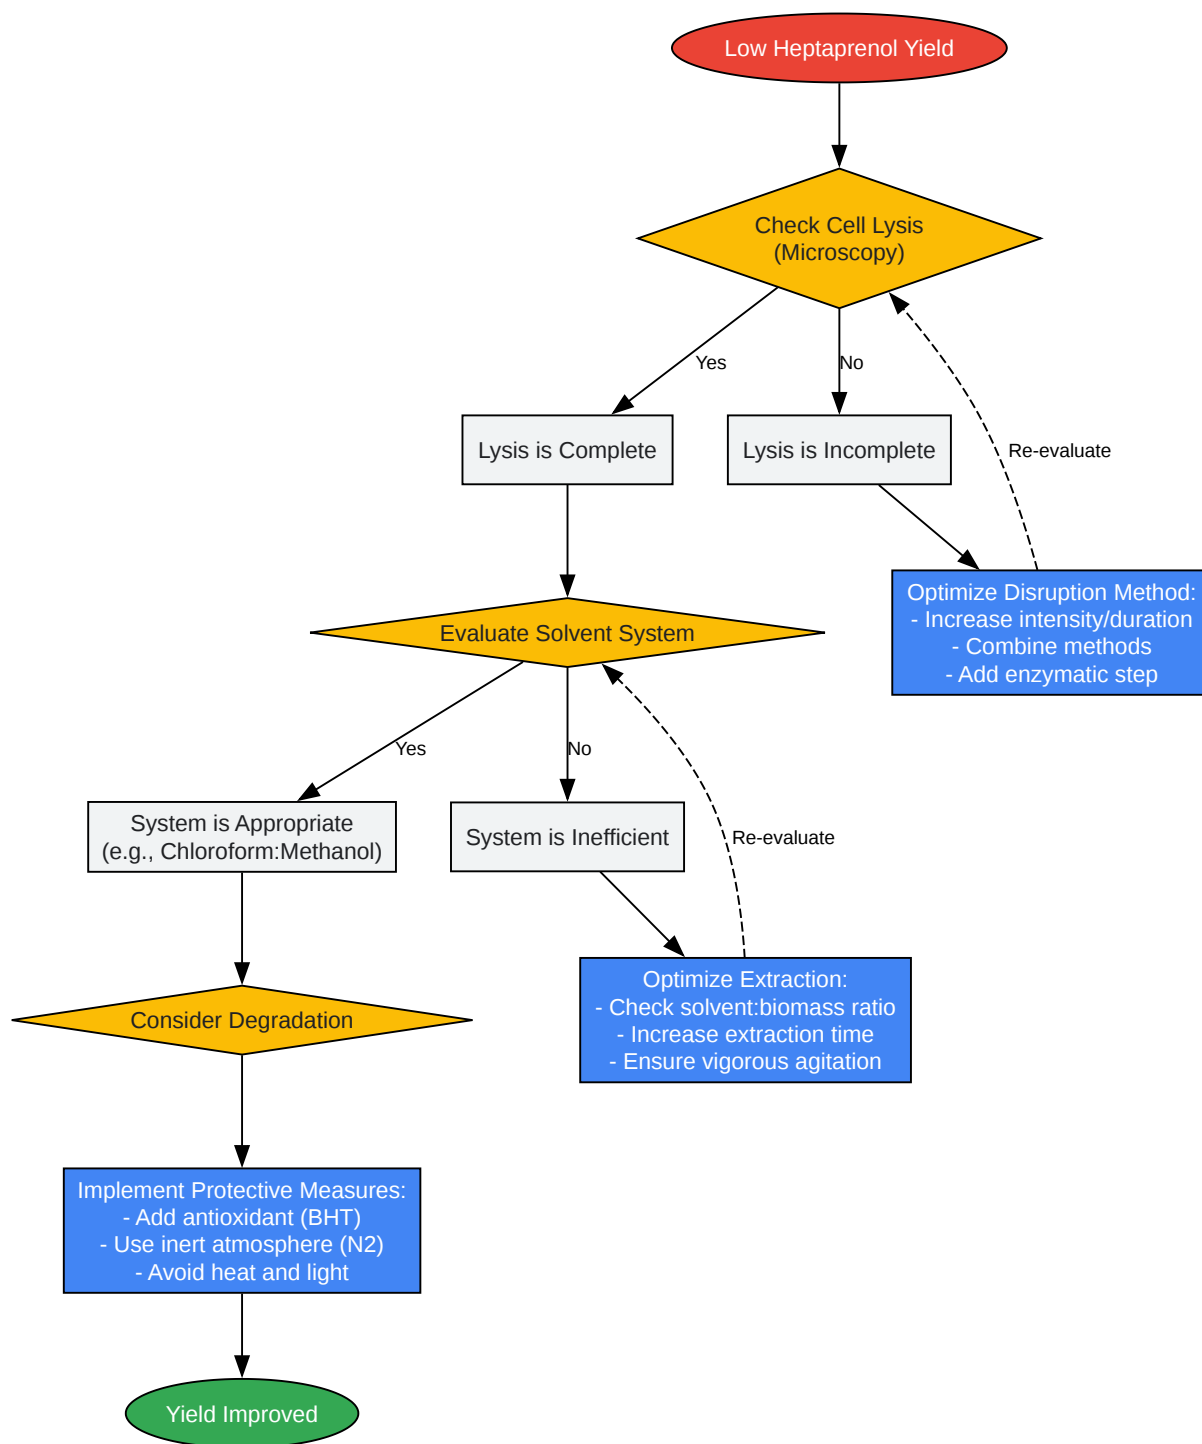 Low Heptaprenol Yield
Check Cell Lysis
(Microscopy)
Yes
No
Lysis is Complete
Lysis is Incomplete
Re-evaluate
Optimize Disruption Method:
- Increase intensity/duration
- Combine methods
- Add enzymatic step
Evaluate Solvent System
Yes
No
System is Appropriate
(e.g., Chloroform:Methanol)
System is Inefficient
Re-evaluate
Optimize Extraction:
- Check solvent:biomass ratio
- Increase extraction time
- Ensure vigorous agitation
Consider Degradation
Implement Protective Measures:
- Add antioxidant (BHT)
- Use inert atmosphere (N2)
- Avoid heat and light
Yield Improved